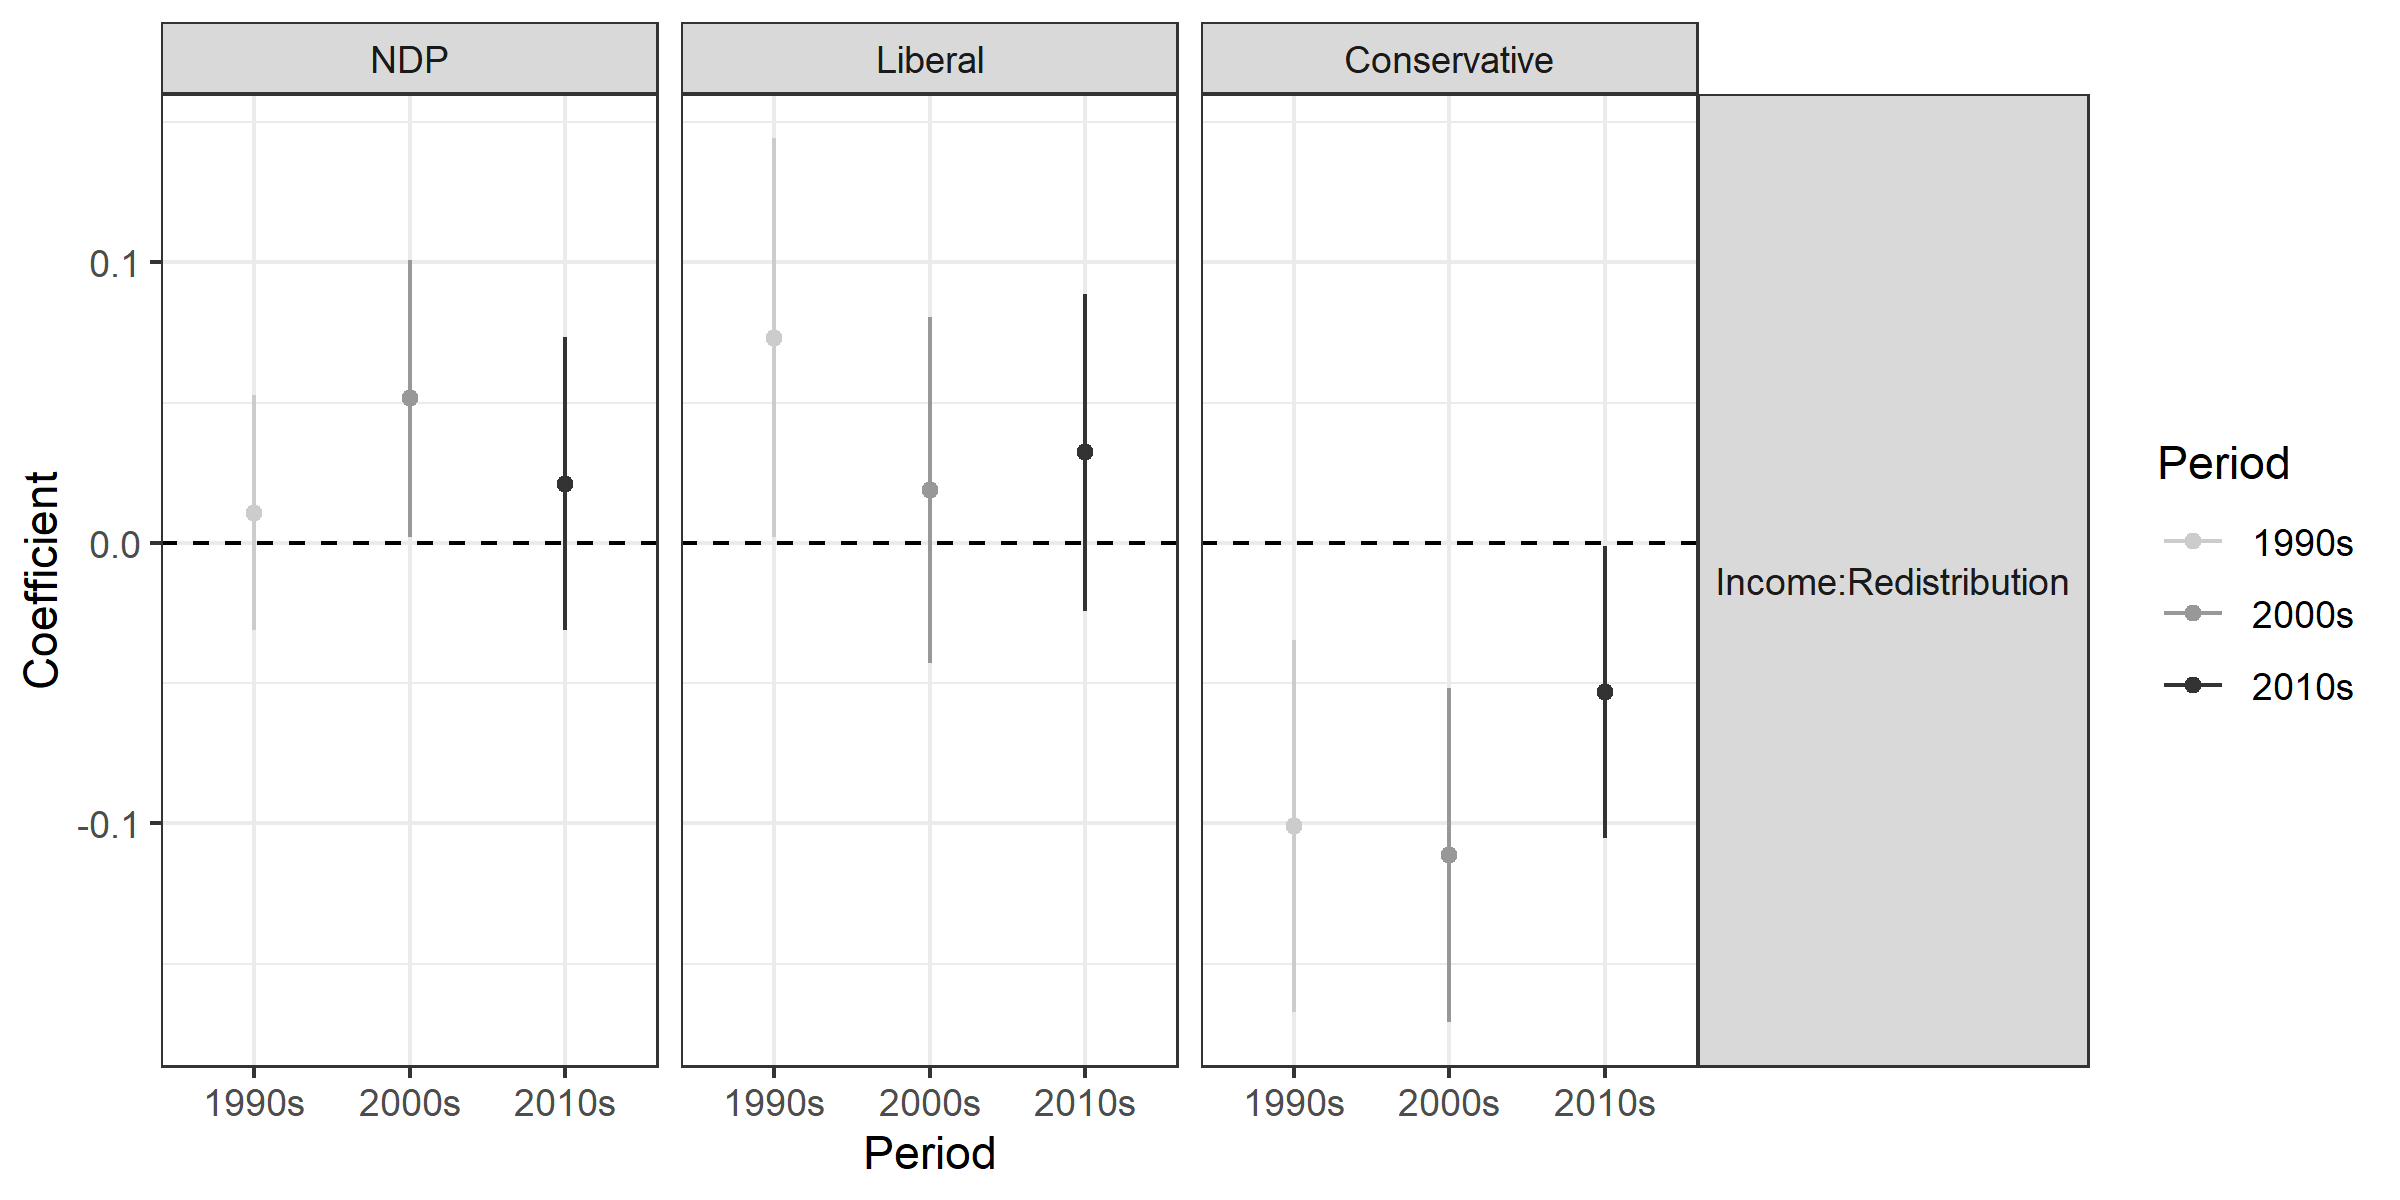 NDP Liberal Conservative
Coefficient
0.1
0.0
-0.1
Income:Redistribution
1990s 2000s 2010s 1990s 2000s 2010s 1990s 2000s 2010s
Period
Period
1990s
2000s
2010s